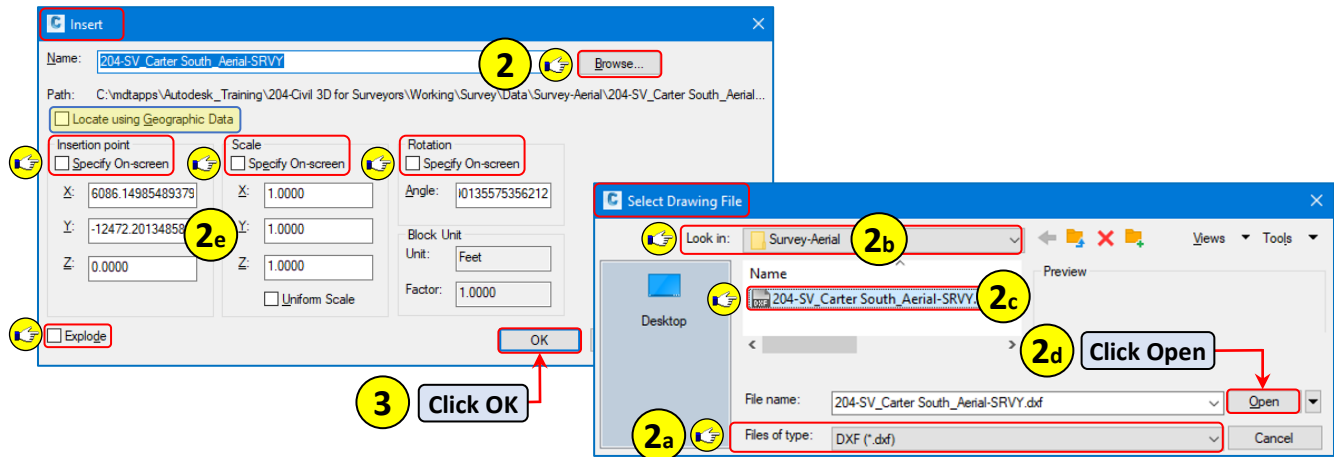 Insert
Name: 204-SV_Carter South_Aerial-SRVY 2 Browse...
Path: C:\mdtapps\Autodesk_Training\204-Civil 3D for Surveyors\Working\Survey\Data\Survey-Aerial\204-SV_Carter South_Aerial...
Locate using Geographic Data
Insertion point Scale Rotation
Specify On-screen Specify On-screen Specify On-screen
X: 6086.14985489379 X: 1.0000 Angle: 0135575356212
Y: -12472.20134858 2e Y: 1.0000 Block Unit
Z: 0.0000 Z: 1.0000 Unit: Feet
Uniform Scale Factor: 1.0000
Explode
OK
3 Click OK
Select Drawing File
Look in: Survey-Aerial 2b Views Tools
Desktop
Name Preview
DXF 204-SV_Carter South_Aerial-SRVY. 2c
2d Click Open
File name: 204-SV_Carter South_Aerial-SRVY.dxf Open
2a Files of type: DXF (*.dxf) Cancel